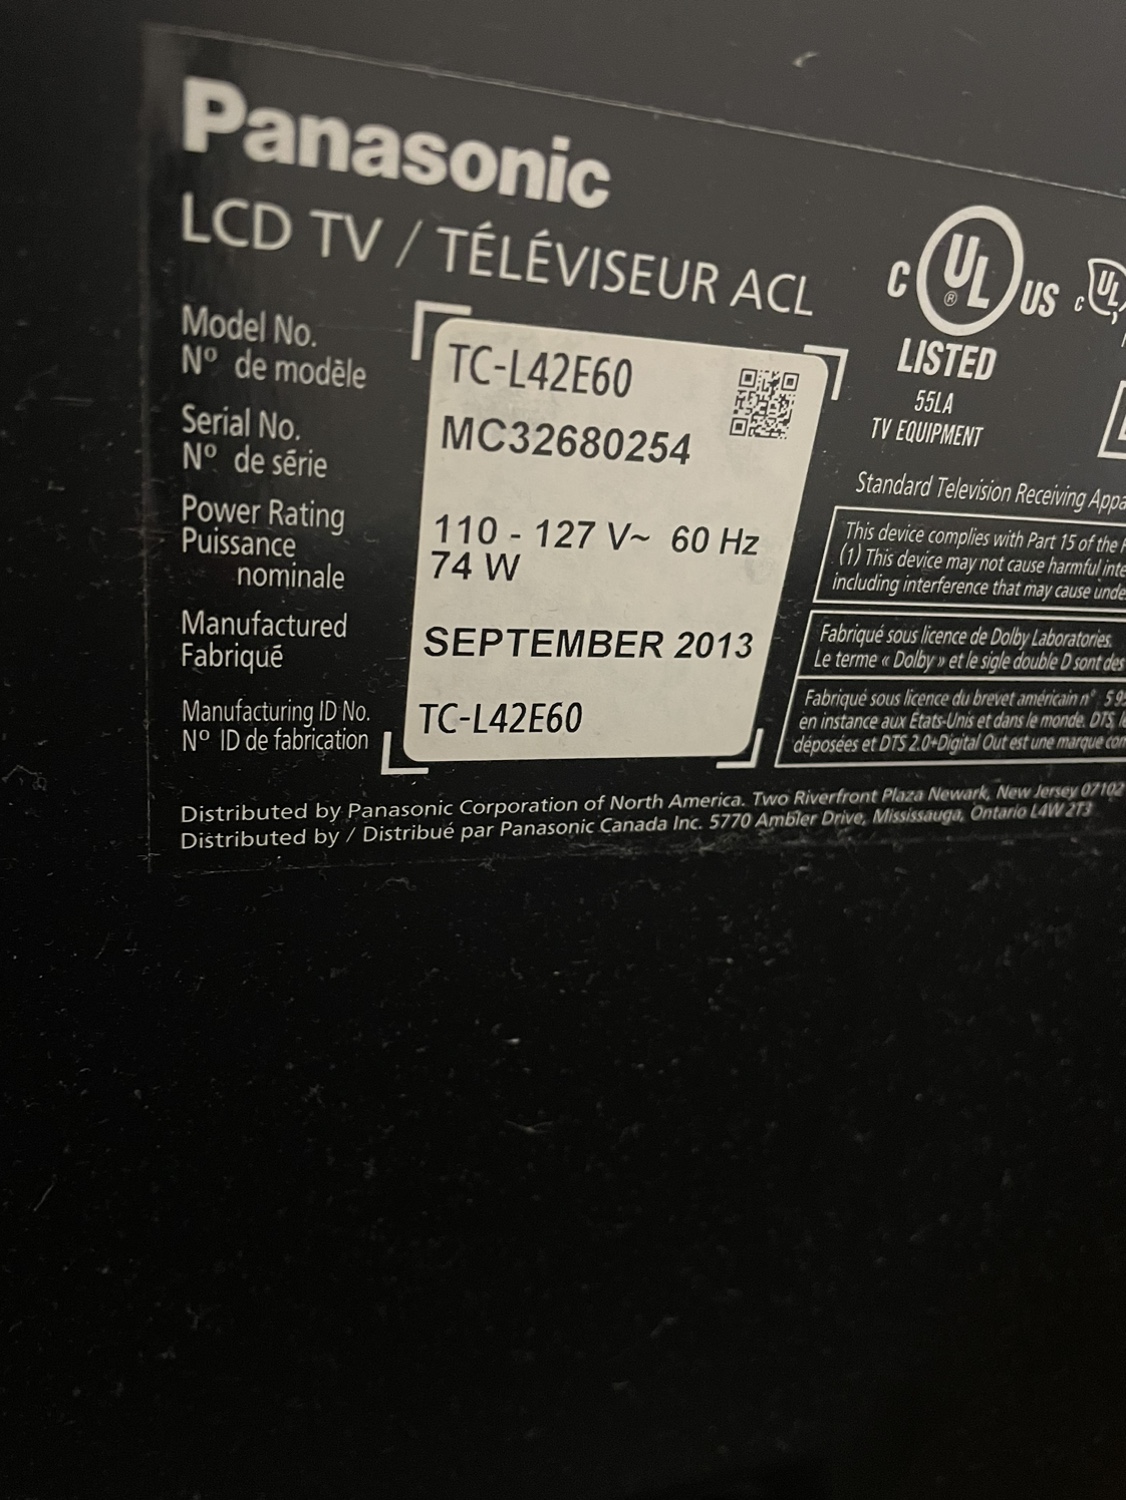 Panasonic
LCD TV / TÉLÉVISEUR ACL
Model No.
Nº de modèle
TC-L42E60
Serial No.
Nº de série
MC32680254
Power Rating
Puissance
nominale
110 - 127 V~ 60 Hz
74 W
Manufactured
Fabriqué
SEPTEMBER 2013
Manufacturing ID No.
Nº ID de fabrication
TC-L42E60
C UL ® US
LISTED
55LA
TV EQUIPMENT
c UL
Standard Television Receiving
This device complies with Part 15 of the
(1) This device may not cause harmful
including interference that may cause
Fabriqué sous licence de Dolby Laboratories.
Le terme « Dolby » et le sigle double D sont des
Fabriqué sous licence du brevet américain nº
en instance aux États-Unis et dans le monde. DTS,
déposées et DTS 2.0+Digital Out est une marque
Distributed by Panasonic Corporation of North America. Two Riverfront Plaza Newark, New Jersey 07102
Distributed by / Distribué par Panasonic Canada Inc. 5770 Ambler Drive, Mississauga, Ontario L4W 2T3